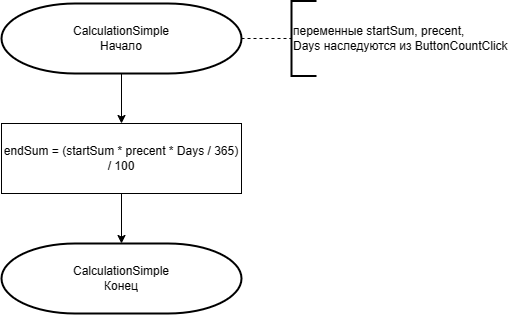 CalculationSimple
Начало
переменные startSum, precent,
Days наследуются из ButtonCountClick
endSum = (startSum * precent * Days / 365)
/ 100
CalculationSimple
Конец